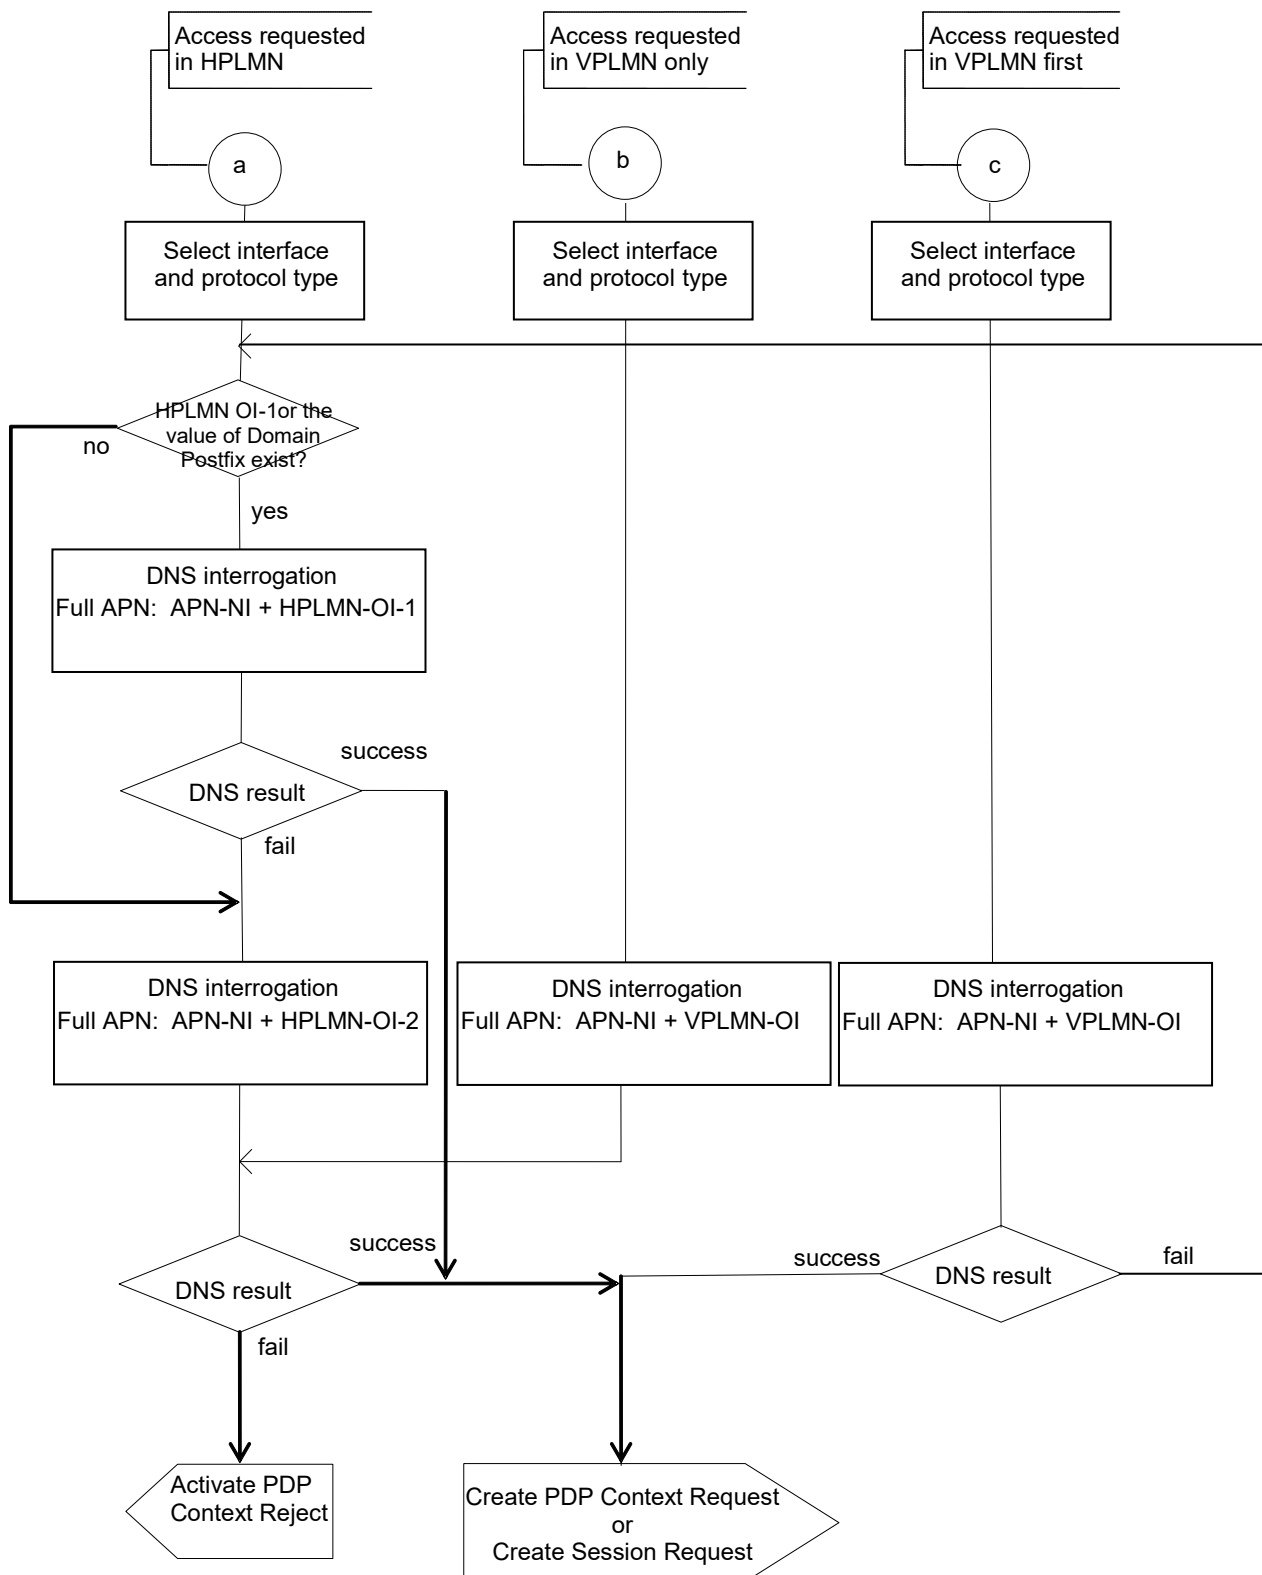 Access requested
in HPLMN
Access requested
in VPLMN only
Access requested
in VPLMN first
a
b
c
Select interface
and protocol type
Select interface
and protocol type
Select interface
and protocol type
HPLMN OI-1or the
value of Domain
Postfix exist?
no
yes
DNS interrogation
Full APN:  APN-NI + HPLMN-OI-1
success
DNS result
fail
DNS interrogation
Full APN:  APN-NI + HPLMN-OI-2
DNS interrogation
Full APN:  APN-NI + VPLMN-OI
DNS interrogation
Full APN:  APN-NI + VPLMN-OI
success
DNS result
fail
success
DNS result
fail
Activate PDP
Context Reject
Create PDP Context Request
or
Create Session Request